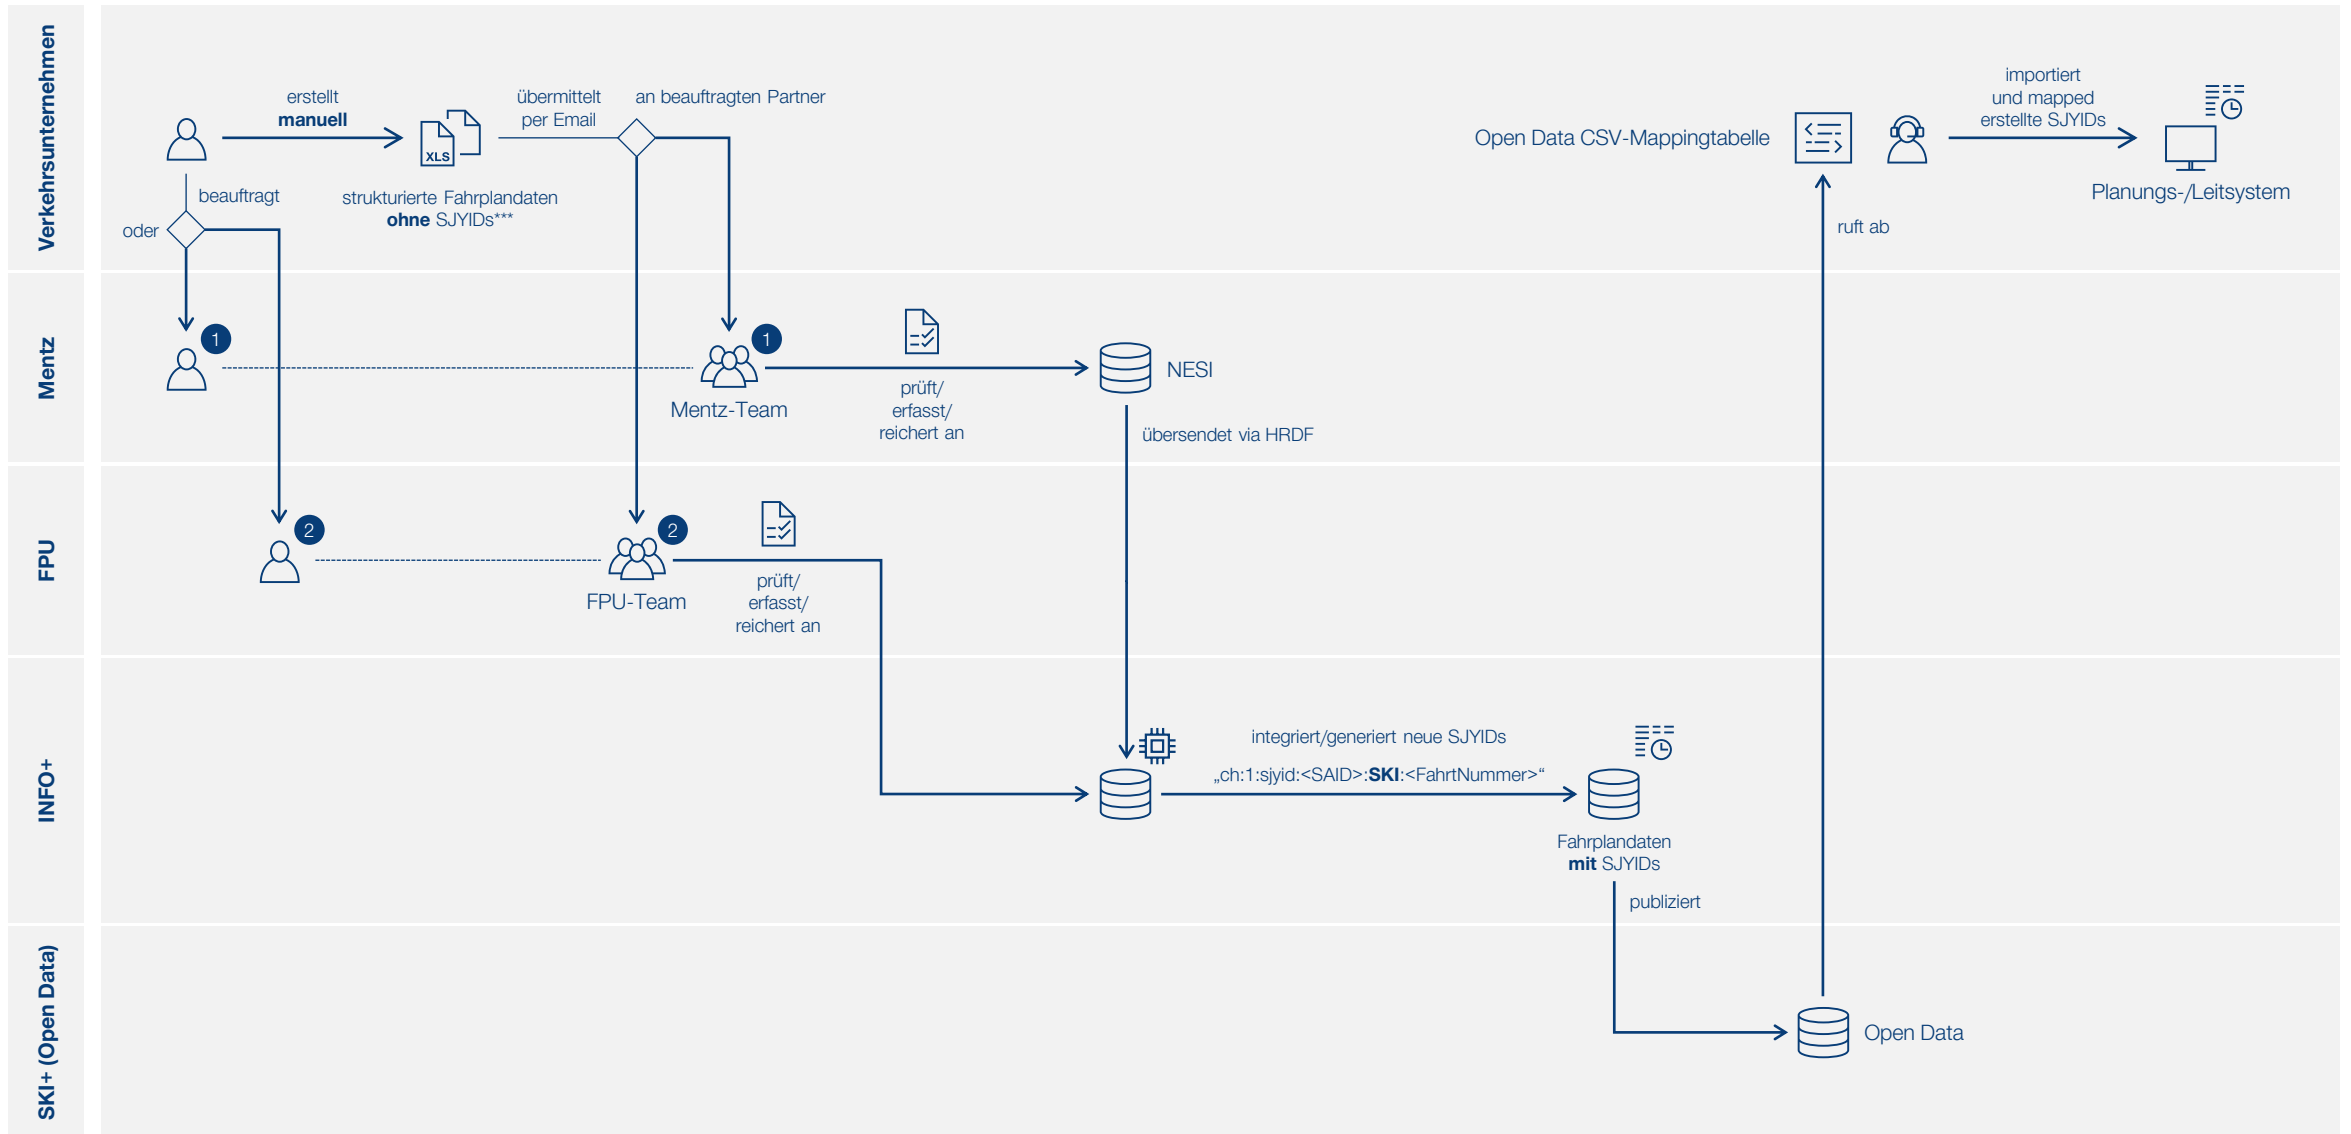 Verkehrsunternehmen
erstellt
manuell
XLS
übermittelt
per Email
an beauftragten Partner
strukturierte Fahrplandaten
ohne SJYIDs***
beauftragt
oder
Open Data CSV-Mappingtabelle
importiert
und mapped
erstellte SJYIDs
Planungs-/Leitsystem
ruft ab
Mentz
1
1
Mentz-Team
prüft/
erfasst/
reichert an
NESI
übersendet via HRDF
FPU
2
2
FPU-Team
prüft/
erfasst/
reichert an
INFO+
integriert/generiert neue SJYIDs
„ch:1:sjyid:<SAID>:SKI:<FahrtNummer>“
Fahrplandaten
mit SJYIDs
publiziert
SKI+ (Open Data)
Open Data